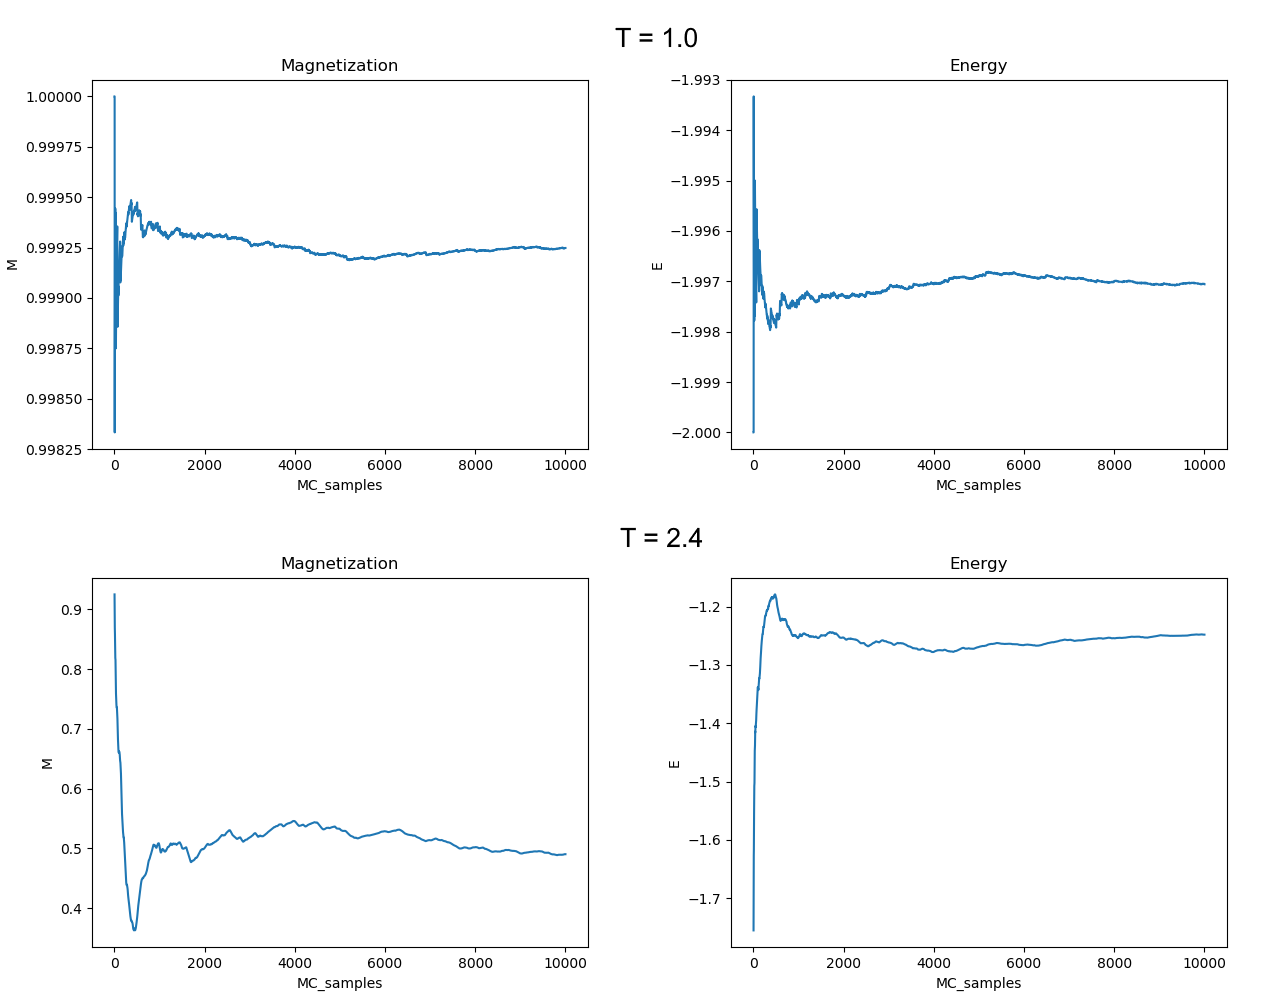 T = 1.0
Magnetization
1.00000
0.99975
0.99950
0.99925
0.99900
0.99875
0.99850
0.99825
M
0 2000 4000 6000 8000 10000
MC_samples
Energy
−1.993
−1.994
−1.995
−1.996
−1.997
−1.998
−1.999
−2.000
E
0 2000 4000 6000 8000 10000
MC_samples
T = 2.4
Magnetization
0.9
0.8
0.7
0.6
0.5
0.4
M
0 2000 4000 6000 8000 10000
MC_samples
Energy
−1.2
−1.3
−1.4
−1.5
−1.6
−1.7
E
0 2000 4000 6000 8000 10000
MC_samples